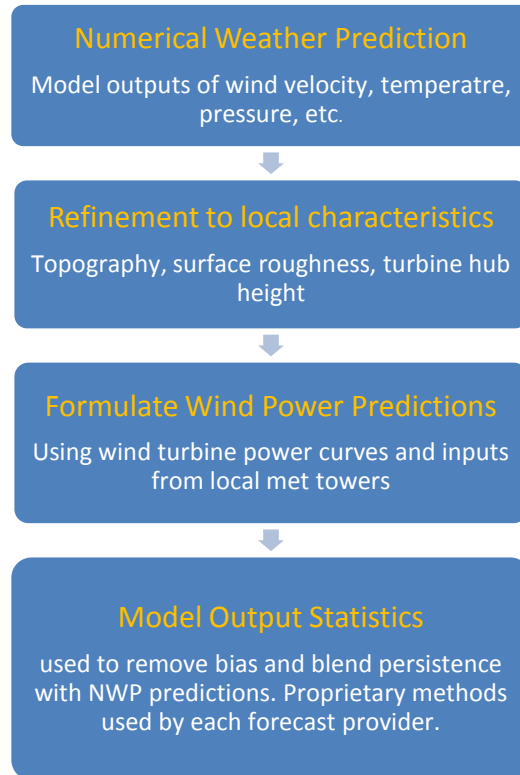 Numerical Weather Prediction
Model outputs of wind velocity, temperatre,
pressure, etc.
Refinement to local characteristics
Topography, surface roughness, turbine hub
height
Formulate Wind Power Predictions
Using wind turbine power curves and inputs
from local met towers
Model Output Statistics
used to remove bias and blend persistence
with NWP predictions. Proprietary methods
used by each forecast provider.